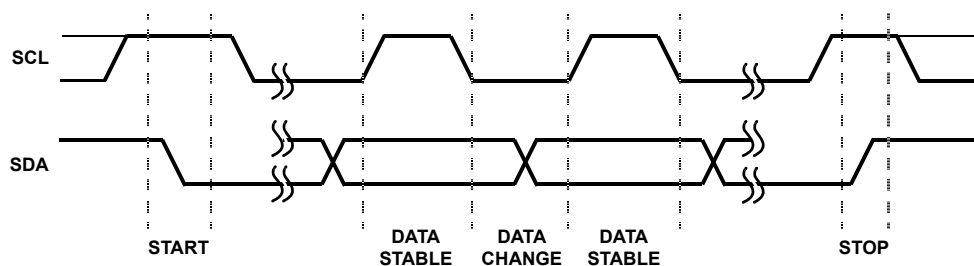 SCL
SDA
START
DATA STABLE
DATA CHANGE
DATA STABLE
STOP